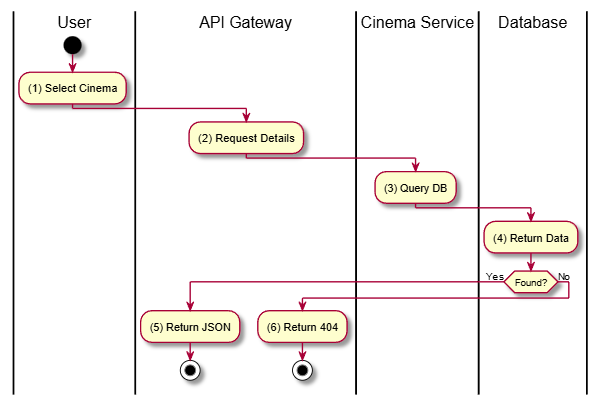 User API Gateway Cinema Service Database
(1) Select Cinema
(2) Request Details
(3) Query DB
(4) Return Data
Yes Found? No
(5) Return JSON (6) Return 404